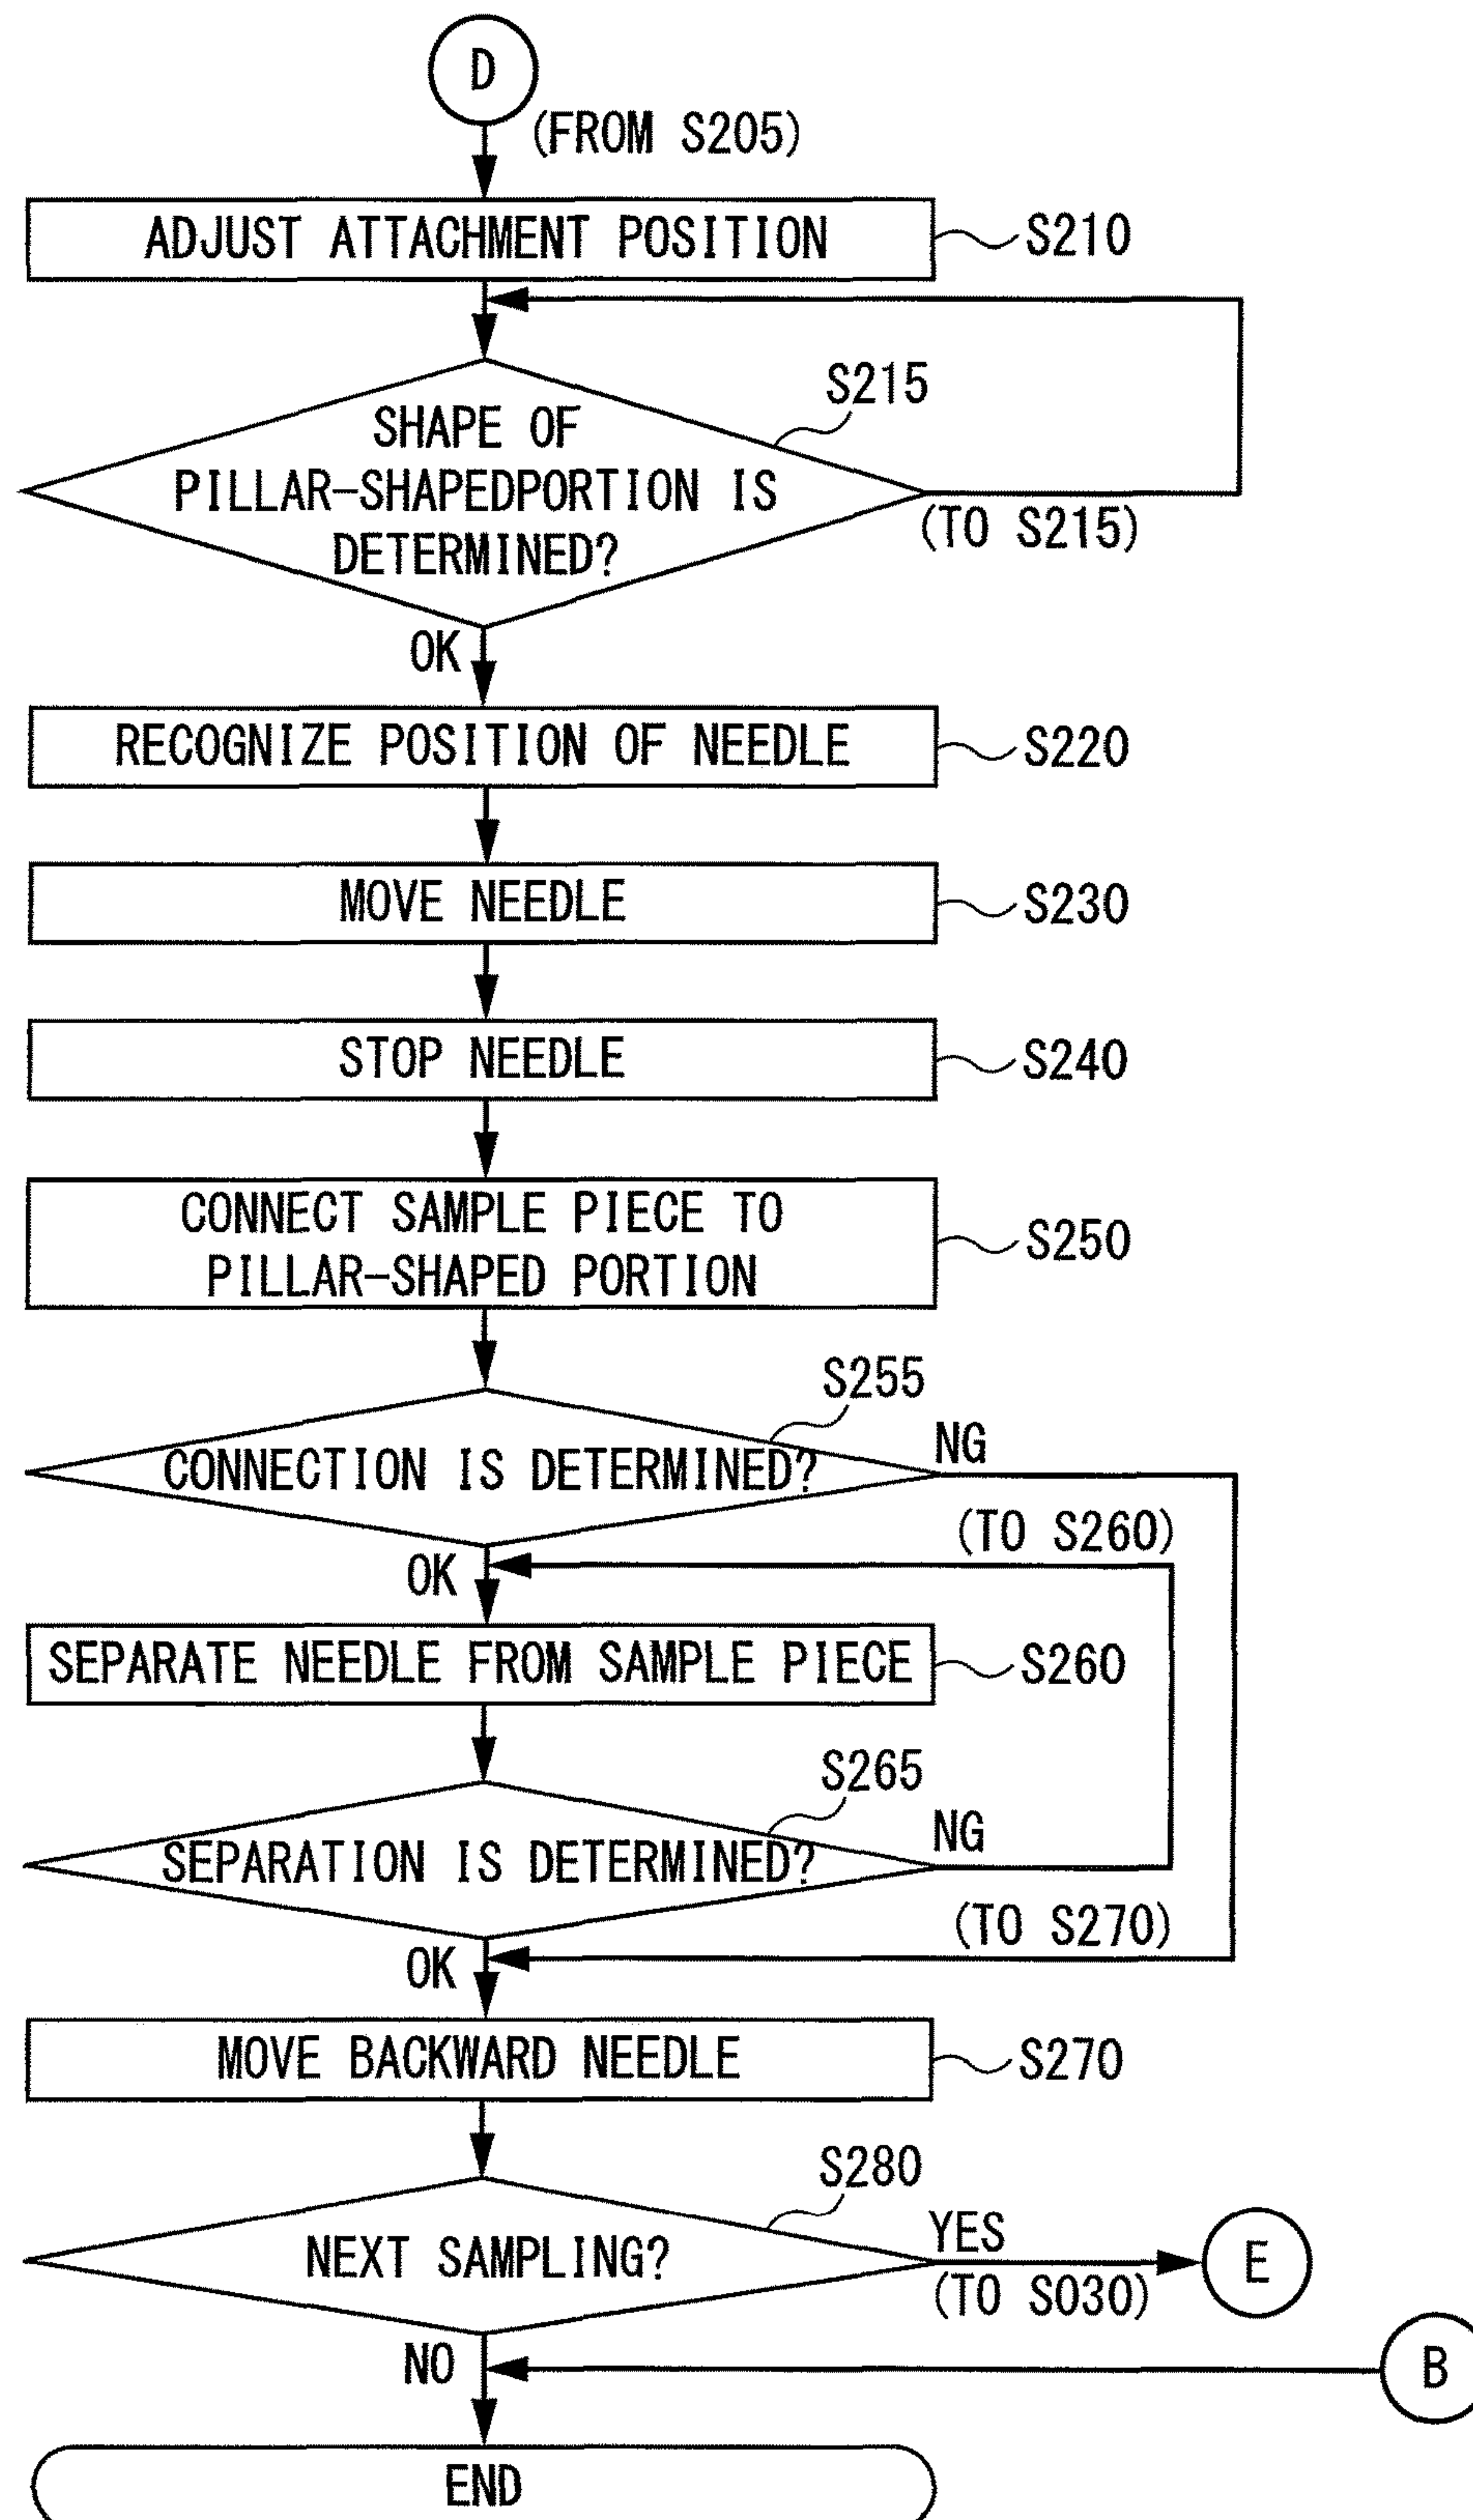 D
(FROM S205)
ADJUST ATTACHMENT POSITION
S210
S215
SHAPE OF
PILLAR-SHAPEDPORTION IS
DETERMINED?
(TO S215)
OK
RECOGNIZE POSITION OF NEEDLE
S220
MOVE NEEDLE
S230
STOP NEEDLE
S240
CONNECT SAMPLE PIECE TO
PILLAR-SHAPED PORTION
S250
S255
CONNECTION IS DETERMINED?
NG
(TO S260)
OK
SEPARATE NEEDLE FROM SAMPLE PIECE
S260
S265
SEPARATION IS DETERMINED?
NG
(TO S270)
OK
MOVE BACKWARD NEEDLE
S270
S280
NEXT SAMPLING?
YES
(TO S030)
E
NO
B
END